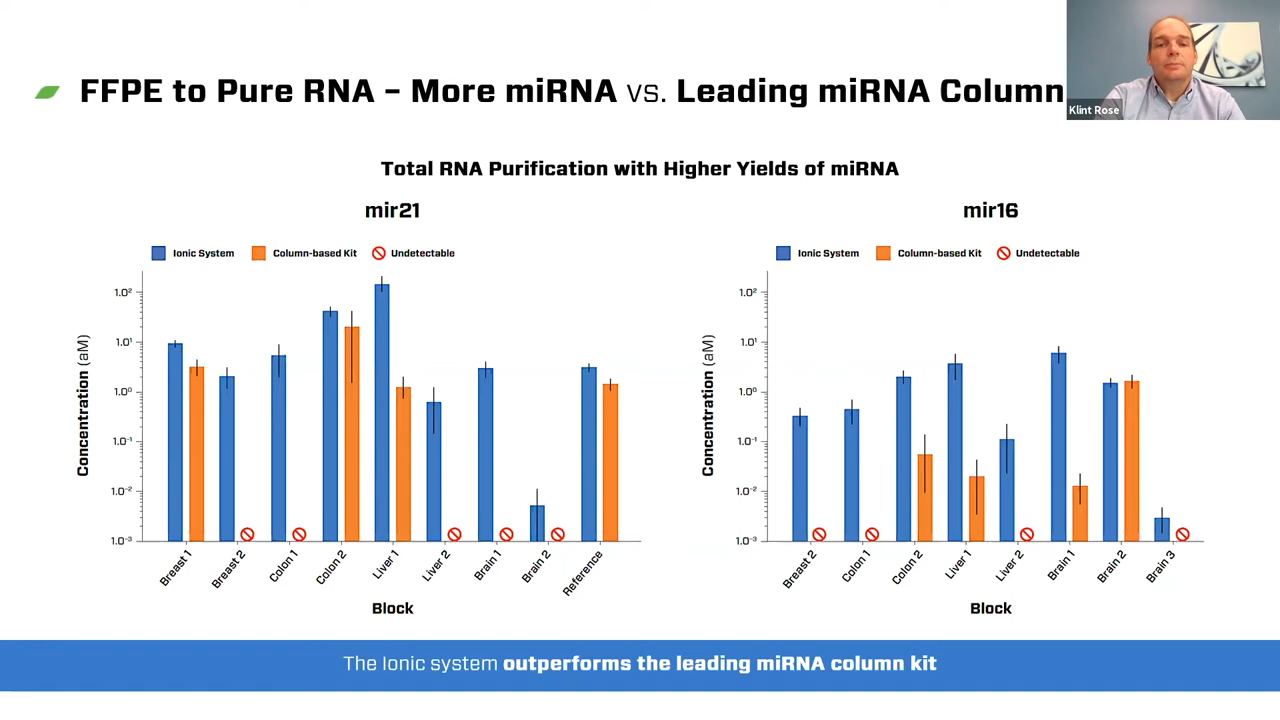 FFPE to Pure RNA – More miRNA vs. Leading miRNA Column
Klint Rose
Total RNA Purification with Higher Yields of miRNA
mir21
Ionic System
Column-based Kit
Undetectable
Concentration (aM)
1.0²
1.0¹
1.0⁰
1.0⁻¹
1.0⁻²
1.0⁻³
Breast 1
Breast 2
Colon 1
Colon 2
Liver 1
Liver 2
Brain 1
Brain 2
Reference
Block
mir16
Ionic System
Column-based Kit
Undetectable
Concentration (aM)
1.0²
1.0¹
1.0⁰
1.0⁻¹
1.0⁻²
1.0⁻³
Breast 2
Colon 1
Colon 2
Liver 1
Liver 2
Brain 1
Brain 2
Brain 3
Block
The Ionic system outperforms the leading miRNA column kit